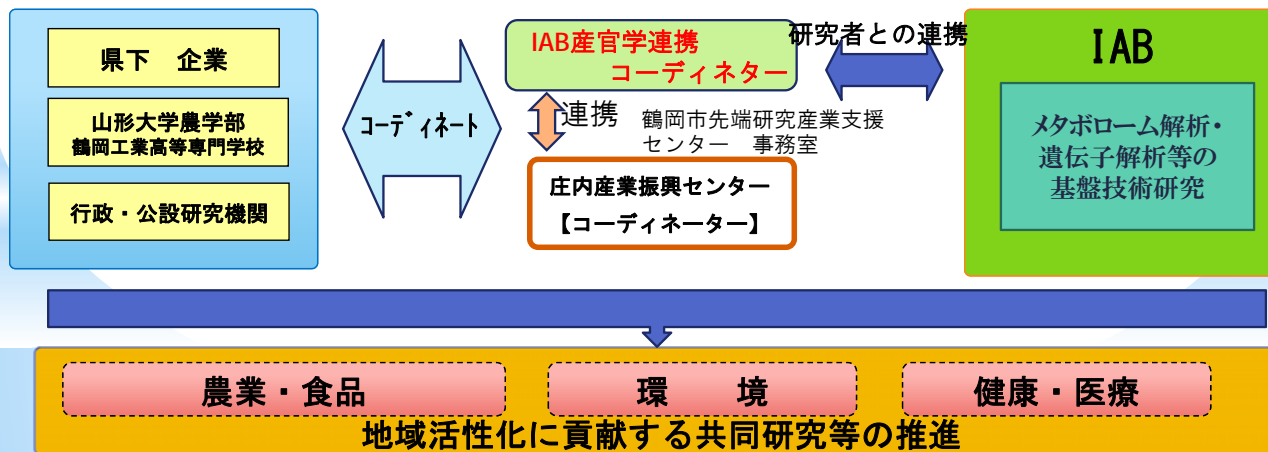 県下　企業
山形大学農学部
鶴岡工業高等専門学校
行政・公設研究機関
ｺｰﾃﾞｨﾈｰﾄ
IAB産官学連携
コーディネター
連携
鶴岡市先端研究産業支援
センター　事務室
庄内産業振興センター
【コーディネーター】
研究者との連携
IAB
メタボローム解析・
遺伝子解析等の
基盤技術研究
農業・食品
環　　境
健康・医療
地域活性化に貢献する共同研究等の推進